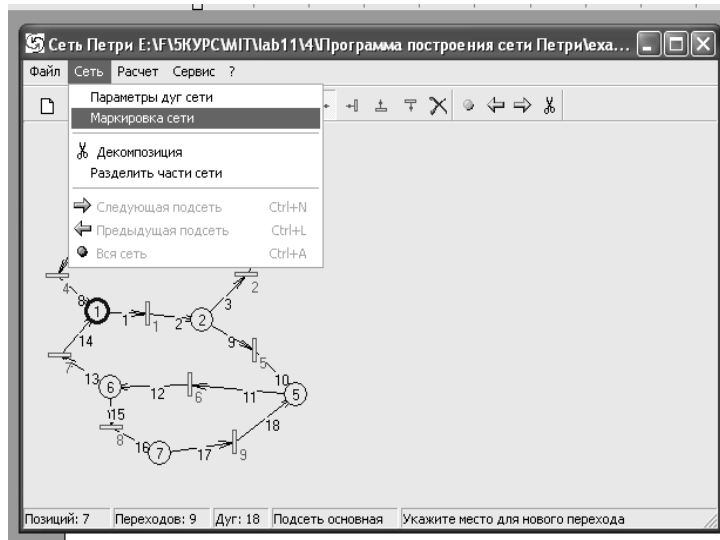 Сеть Петри E:\F\5КУРС\MIT\lab11\4\Программа построения сети Петри\exa...
Файл Сеть Расчет Сервис ?
Параметры дуг сети
Маркировка сети
Декомпозиция
Разделить части сети
Следующая подсеть Ctrl+N
Предыдущая подсеть Ctrl+L
Вся сеть Ctrl+A
4 2
8 3
1 1 1 2 2
14 9
7 5
13 10
6 12 6 11 5
15
8 18
16 7 17 9
Позиций: 7 Переходов: 9 Дуг: 18 Подсеть основная Укажите место для нового перехода